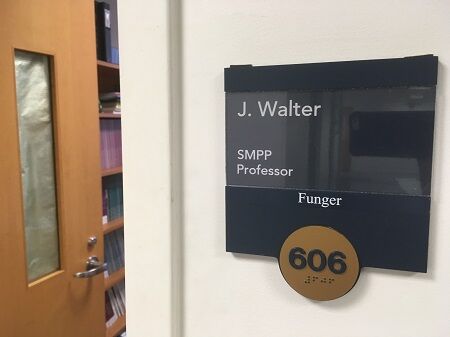 J. Walter
SMPP
Professor
Funger
606